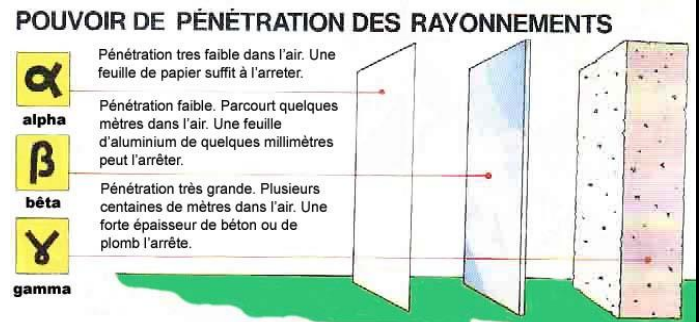 POUVOIR DE PÉNÉTRATION DES RAYONNEMENTS
α
alpha
Pénétration tres faible dans l'air. Une
feuille de papier suffit à l'arreter.
β
bêta
Pénétration faible. Parcourt quelques
mètres dans l'air. Une feuille
d'aluminium de quelques millimètres
peut l'arrêter.
γ
gamma
Pénétration très grande. Plusieurs
centaines de mètres dans l'air. Une
forte épaisseur de béton ou de
plomb l'arrête.